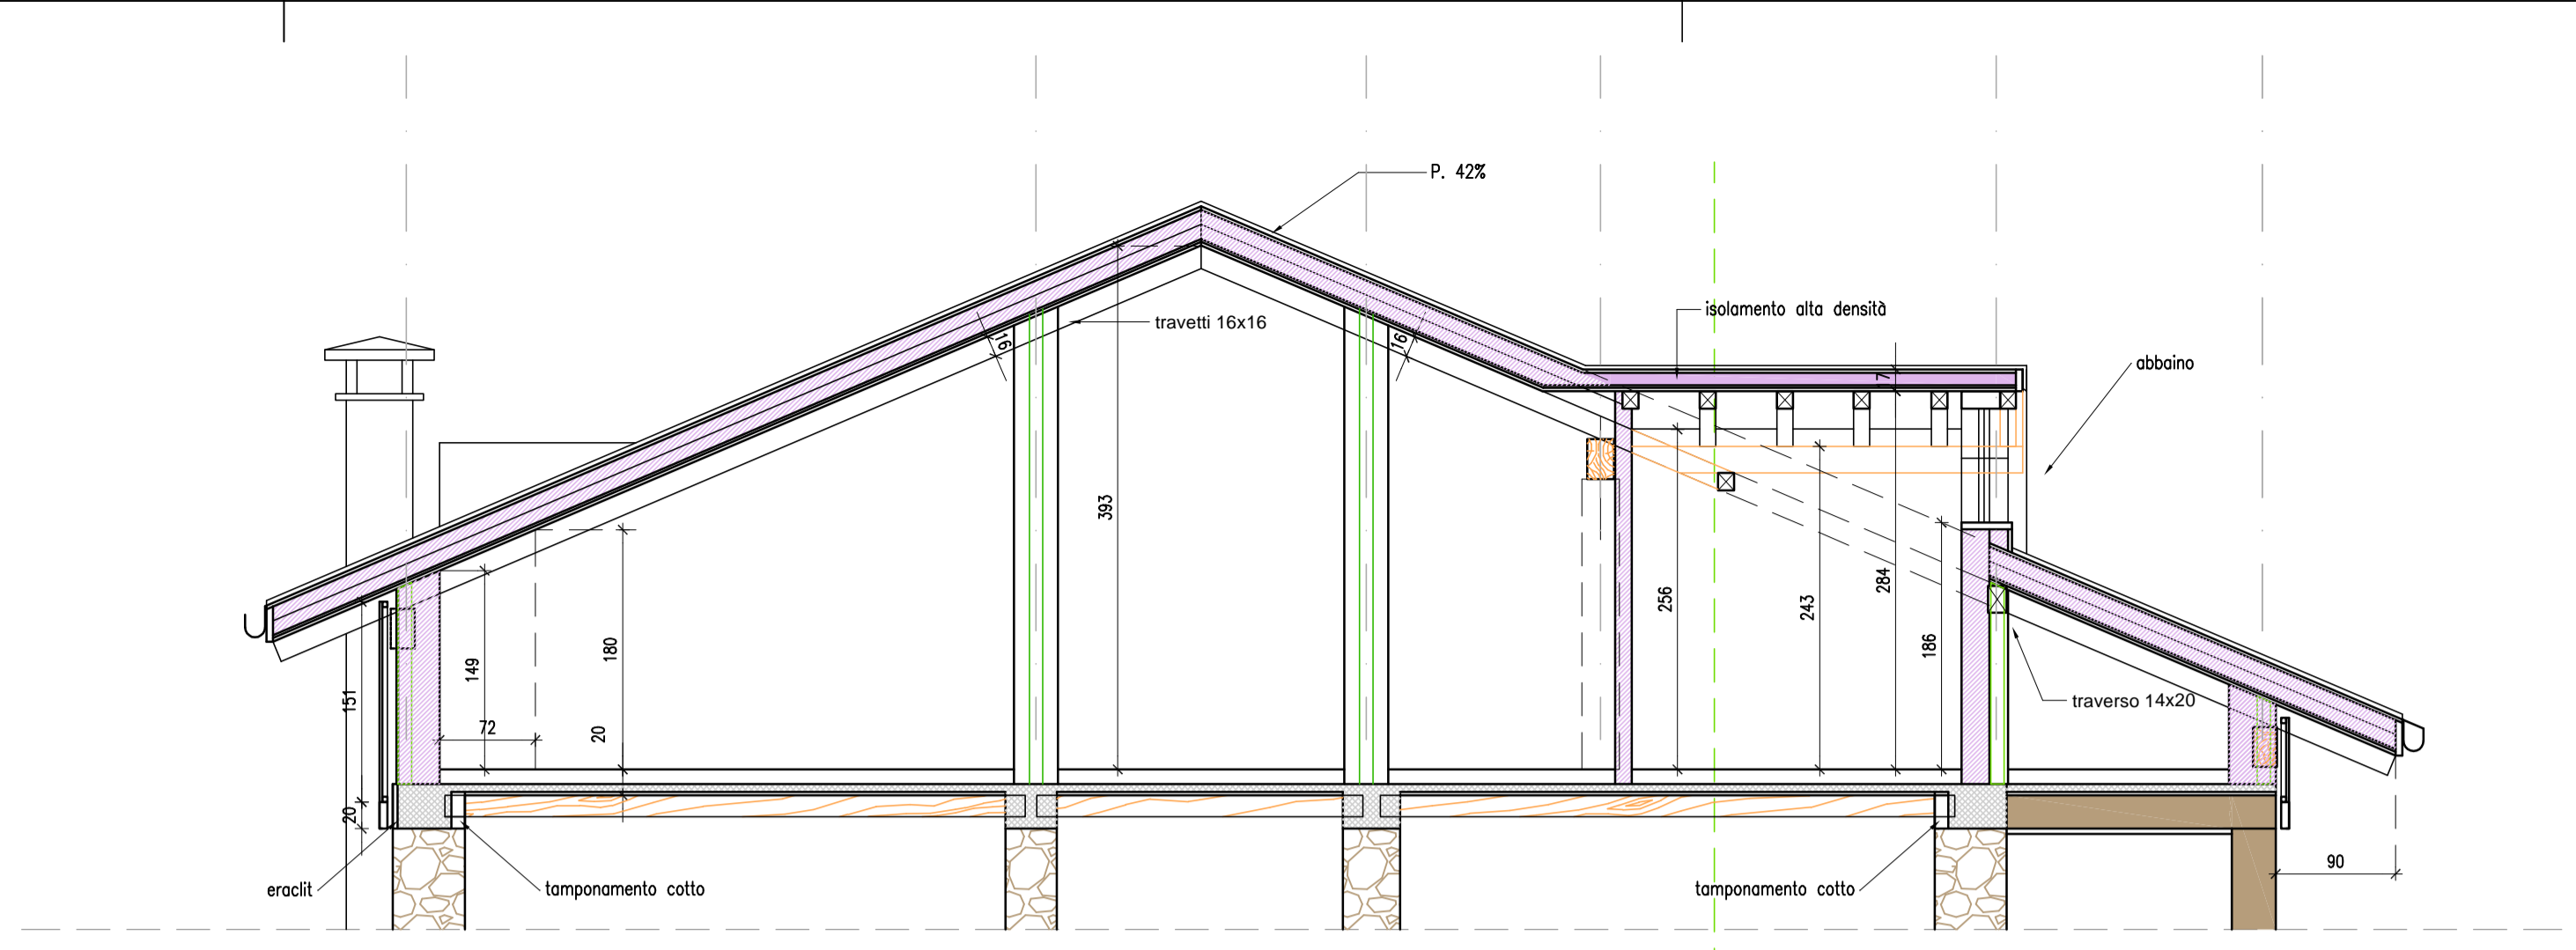 P. 42%
isolamento alta densità
travetti 16x16
16
16
7
abbaino
393
256
243
284
186
180
149
151
72
20
20
traverso 14x20
90
eraclit
tamponamento cotto
tamponamento cotto